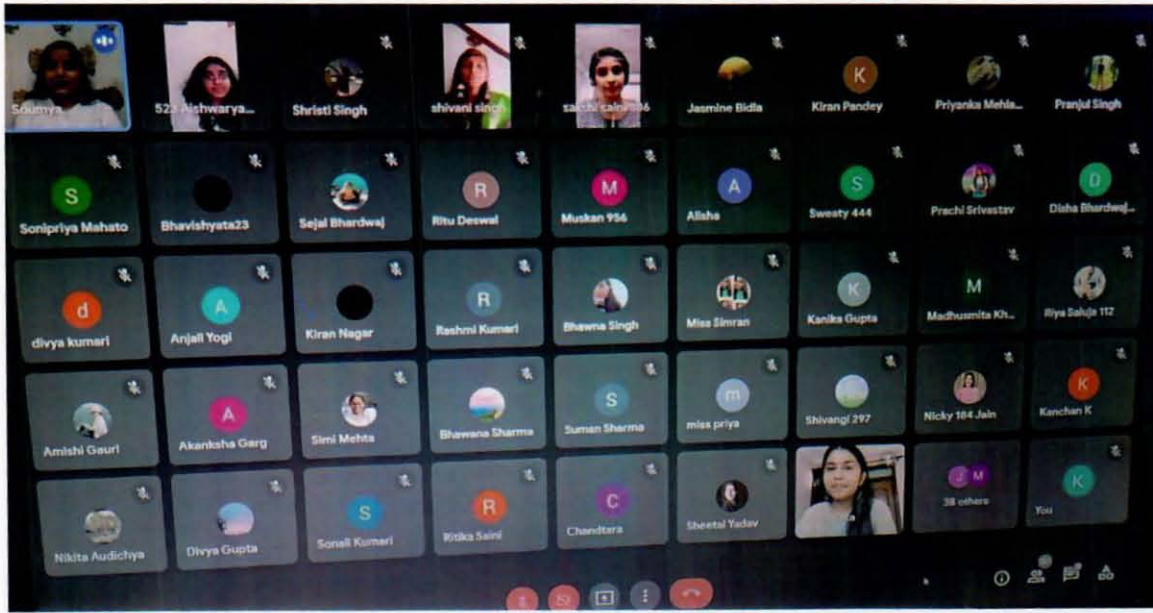 Soumya
523 Aishwarya...
Shristi Singh
shivani singh
sakshi saini 806
Jasmine Bidla
K
Kiran Pandey
Priyanka Mehla...
Pranjul Singh
S
Sonipriya Mahato
Bhavishyata23
Sejal Bhardwaj
R
Ritu Deswal
M
Muskan 956
A
Alisha
S
Sweaty 444
Prachi Srivastav
D
Disha Bhardwaj...
d
divya kumari
A
Anjali Yogi
Kiran Nagar
R
Rashmi Kumari
Bhawna Singh
Miss Simran
K
Kanika Gupta
M
Madhusmita Kh...
Riya Saluja 112
Amishi Gauri
A
Akanksha Garg
Simi Mehta
Bhawana Sharma
S
Suman Sharma
m
miss priya
Shivangi 297
Nicky 184 Jain
K
Kanchan K
Nikita Audichya
Divya Gupta
S
Sonali Kumari
R
Ritika Saini
C
Chandtara
Sheetal Yadav
J M
38 others
K
You